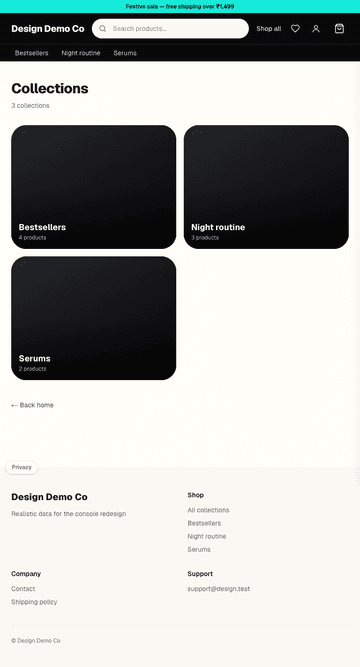 Festive sale — free shipping over ₹1,499
Design Demo Co
Search products...
Shop all
Bestsellers
Night routine
Serums
Collections
3 collections
Bestsellers
4 products
Night routine
3 products
Serums
2 products
← Back home
Privacy
Design Demo Co
Realistic data for the console redesign
Shop
All collections
Bestsellers
Night routine
Serums
Company
Contact
Shipping policy
Support
support@design.test
© Design Demo Co